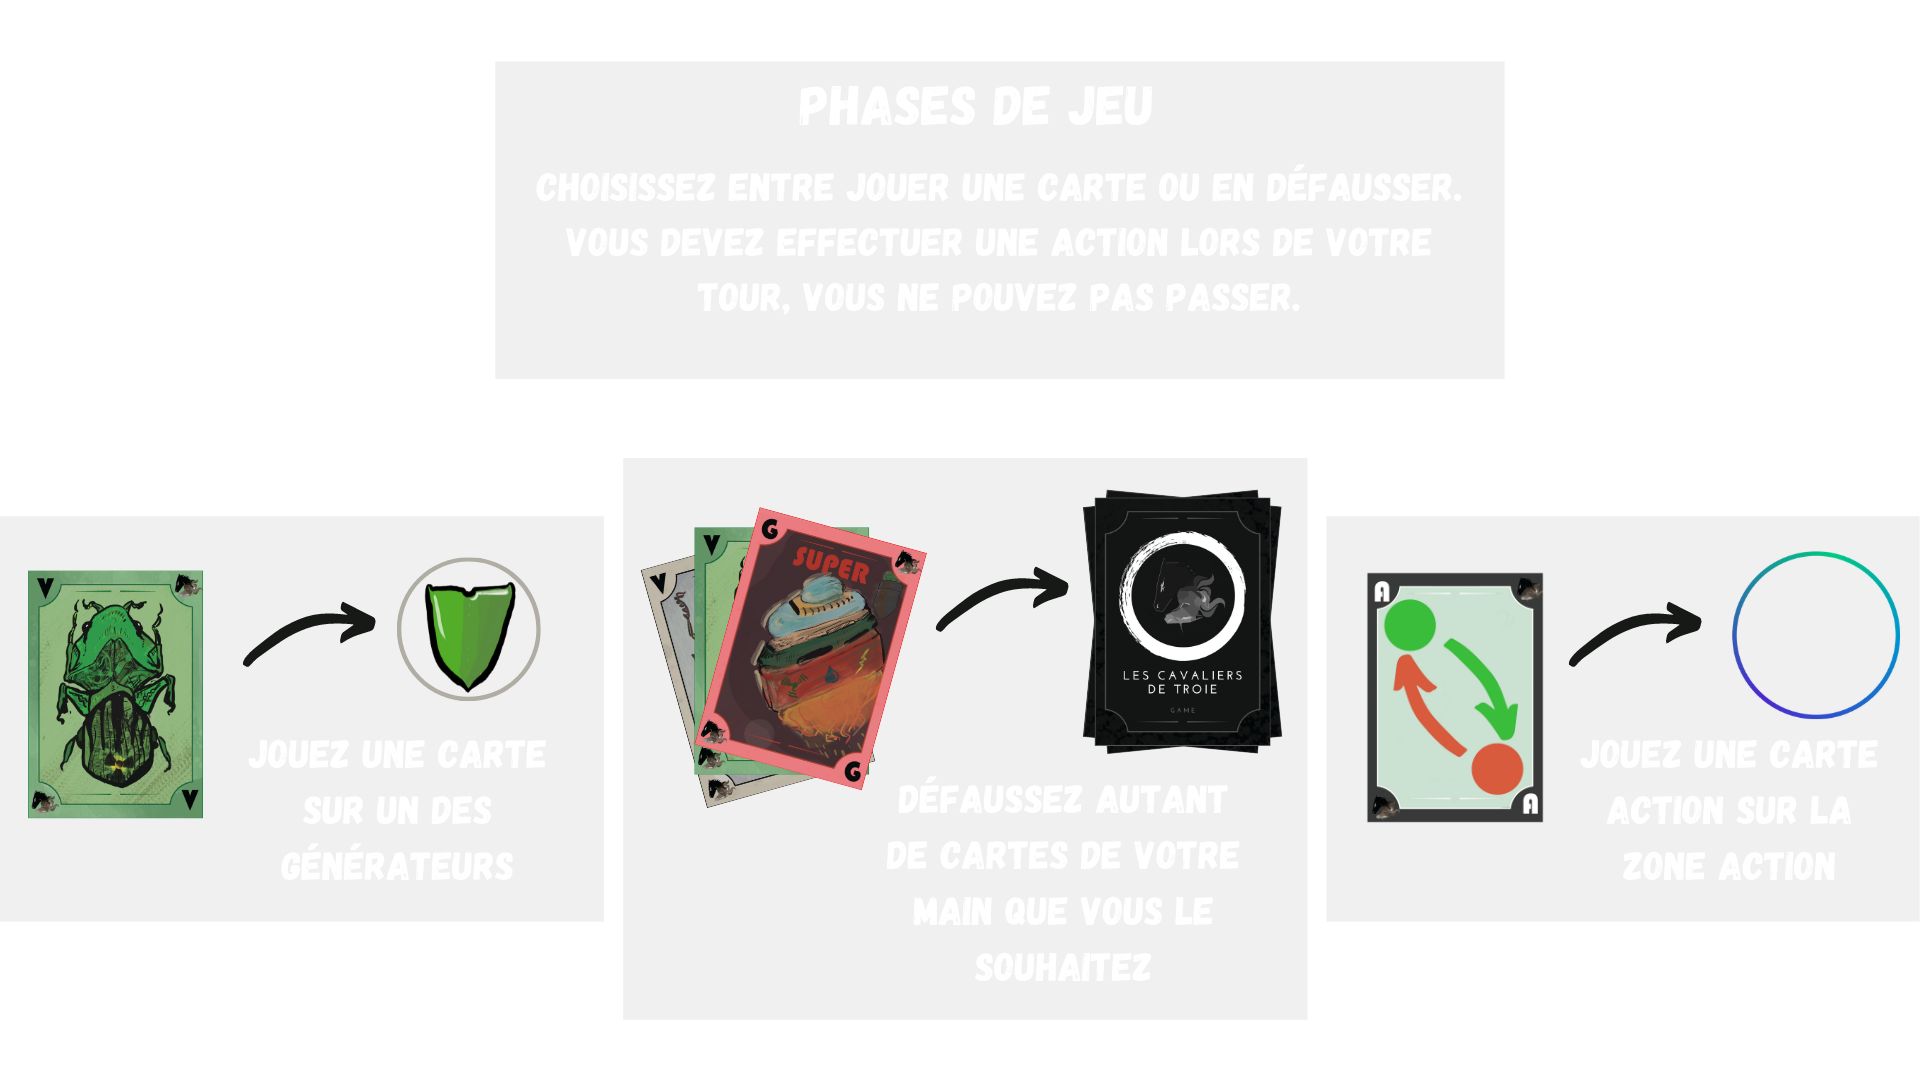 PHASES DE JEU
CHOISISSEZ ENTRE JOUER UNE CARTE OU EN DÉFAUSSER.
VOUS DEVEZ EFFECTUER UNE ACTION LORS DE VOTRE
TOUR, VOUS NE POUVEZ PAS PASSER.
V
V
JOUEZ UNE CARTE
SUR UN DES
GÉNÉRATEURS
V
V
G
SUPER
G
LES CAVALIERS
DE TROIE
GAME
DÉFAUSSEZ AUTANT
DE CARTES DE VOTRE
MAIN QUE VOUS LE
SOUHAITEZ
A
A
JOUEZ UNE CARTE
ACTION SUR LA
ZONE ACTION